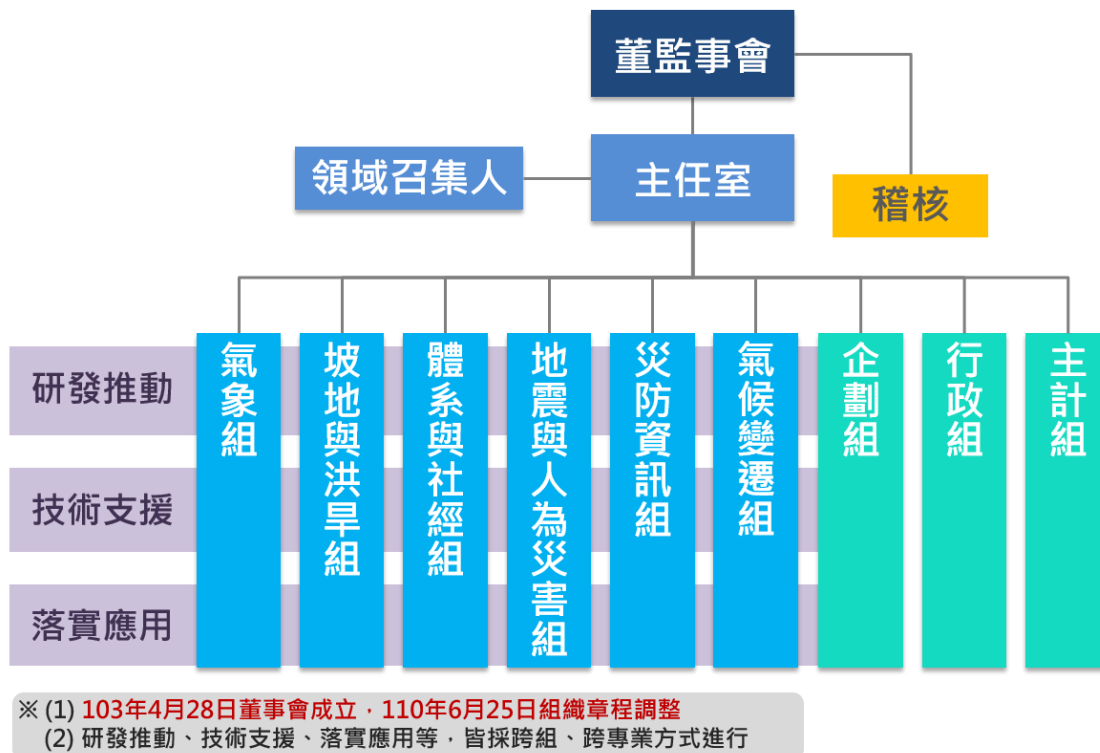 董監事會
領域召集人
主任室
稽核
研發推動
技術支援
落實應用
氣象組
坡地與洪旱組
體系與社經組
地震與人為災害組
災防資訊組
氣候變遷組
企劃組
行政組
主計組
※ (1) 103年4月28日董事會成立，110年6月25日組織章程調整
(2) 研發推動、技術支援、落實應用等，皆採跨組、跨專業方式進行